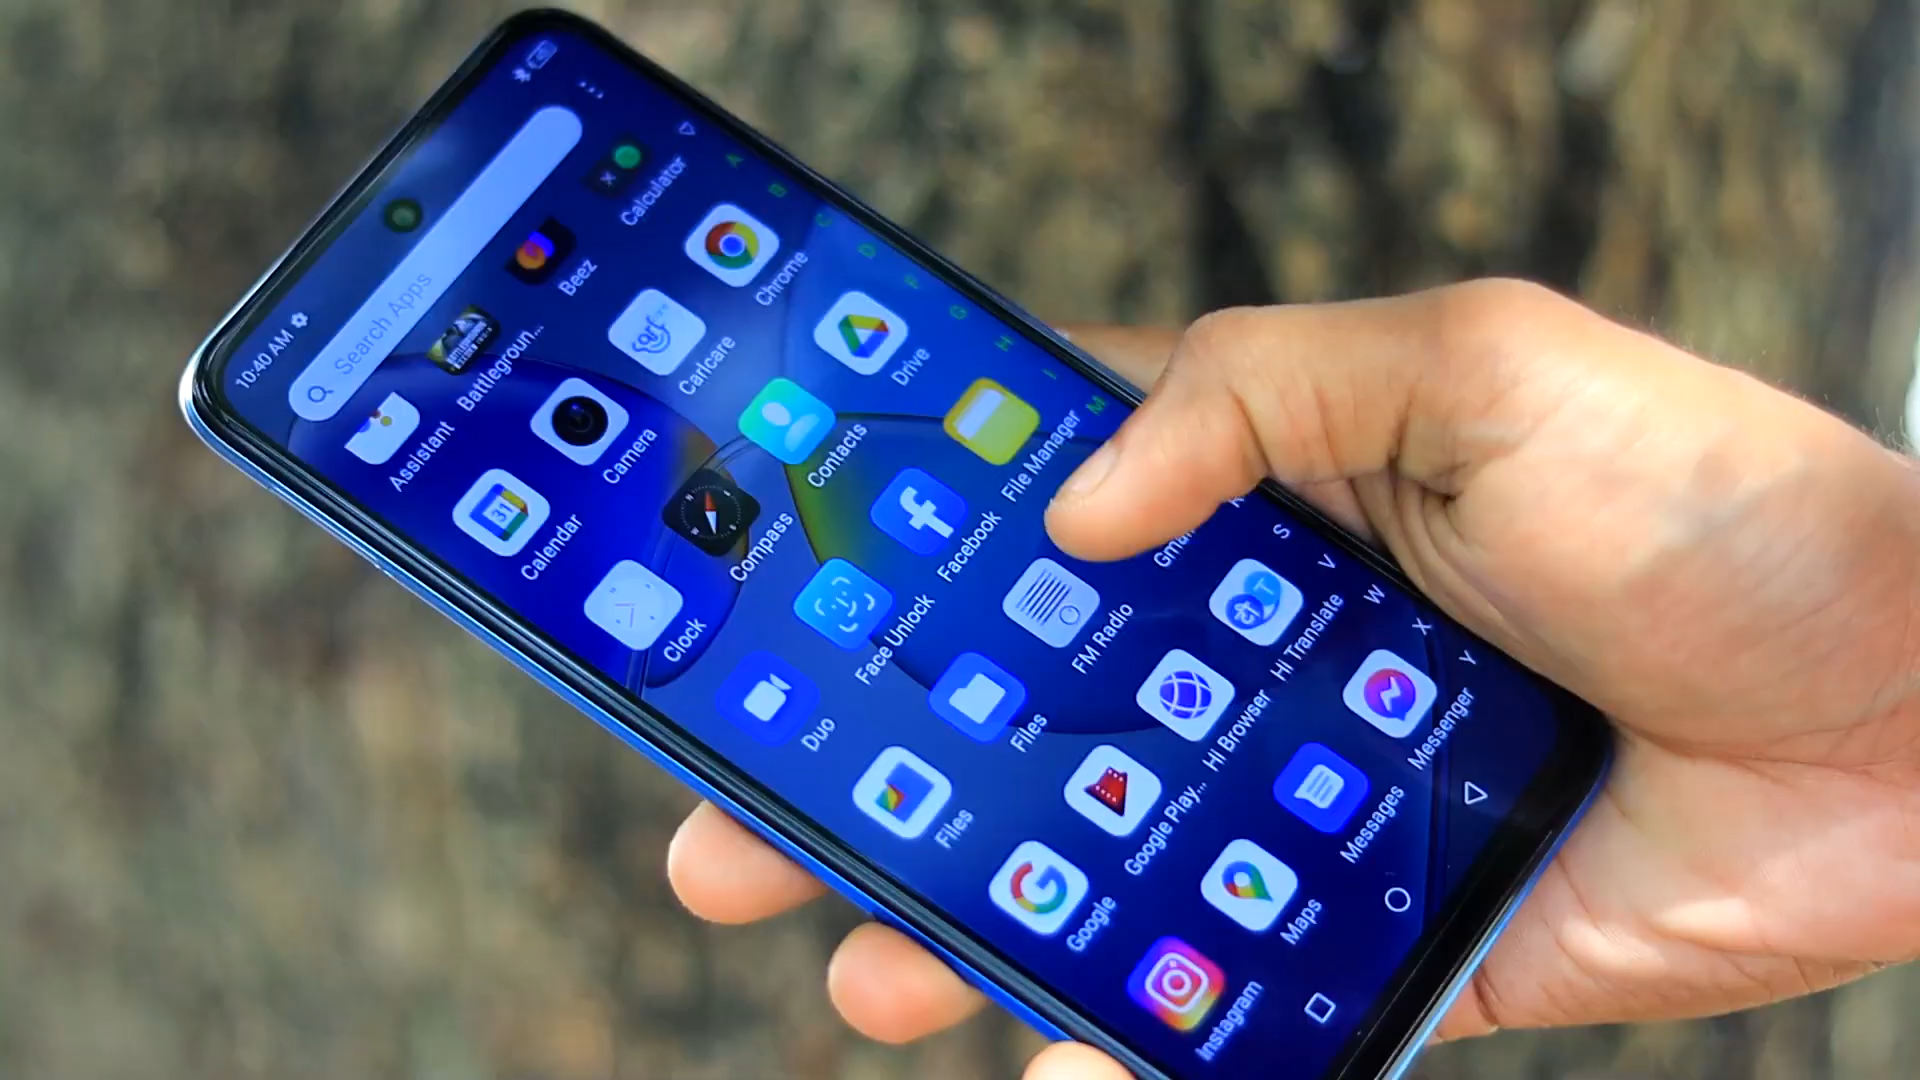 10:40 AM
Search Apps
Assistant
Battlegroun...
Beez
Calculator
Calendar
Camera
Carlcare
Chrome
Clock
Compass
Contacts
Drive
Duo
Face Unlock
Facebook
File Manager
Files
Files
FM Radio
Gmai
Google
Google Play...
Hi Browser
Hi Translate
Instagram
Maps
Messages
Messenger
31
A
B
C
D
F
G
H
I
M
S
V
W
X
Y